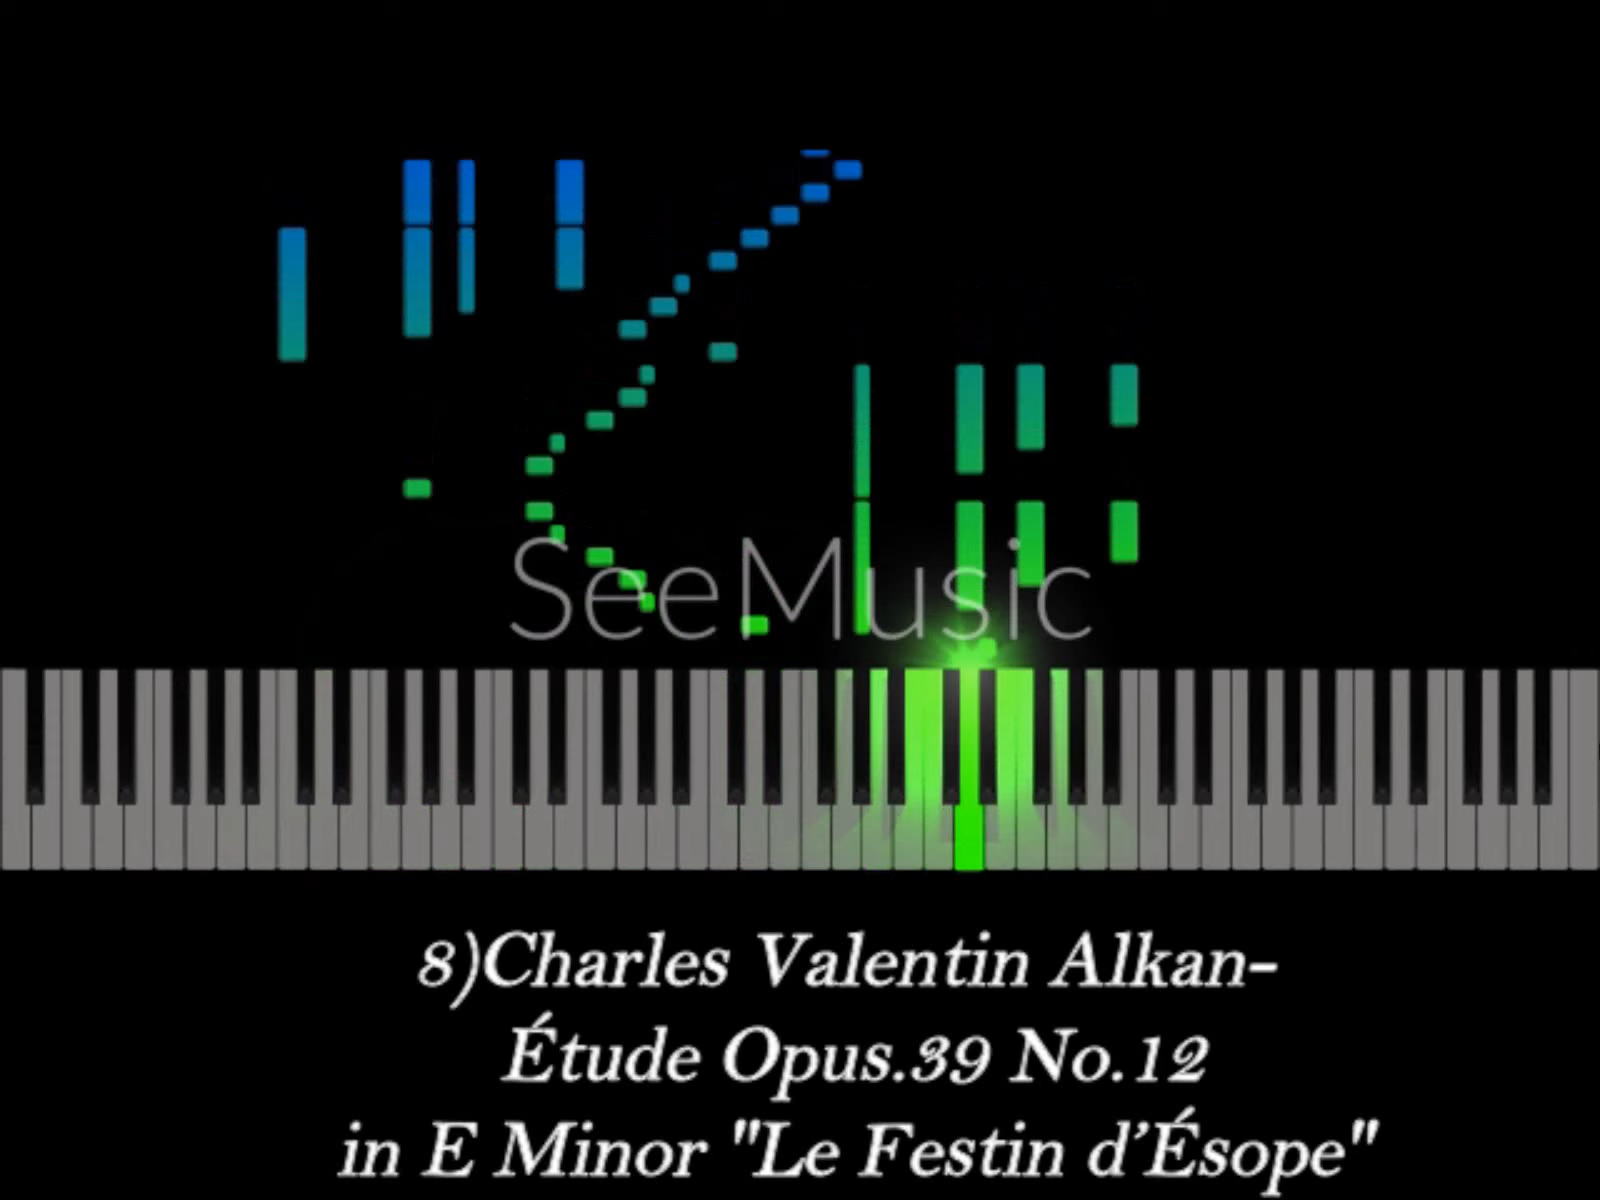 SeeMusic
8)Charles Valentin Alkan-
Étude Opus.39 No.12
in E Minor "Le Festin d'Ésope"